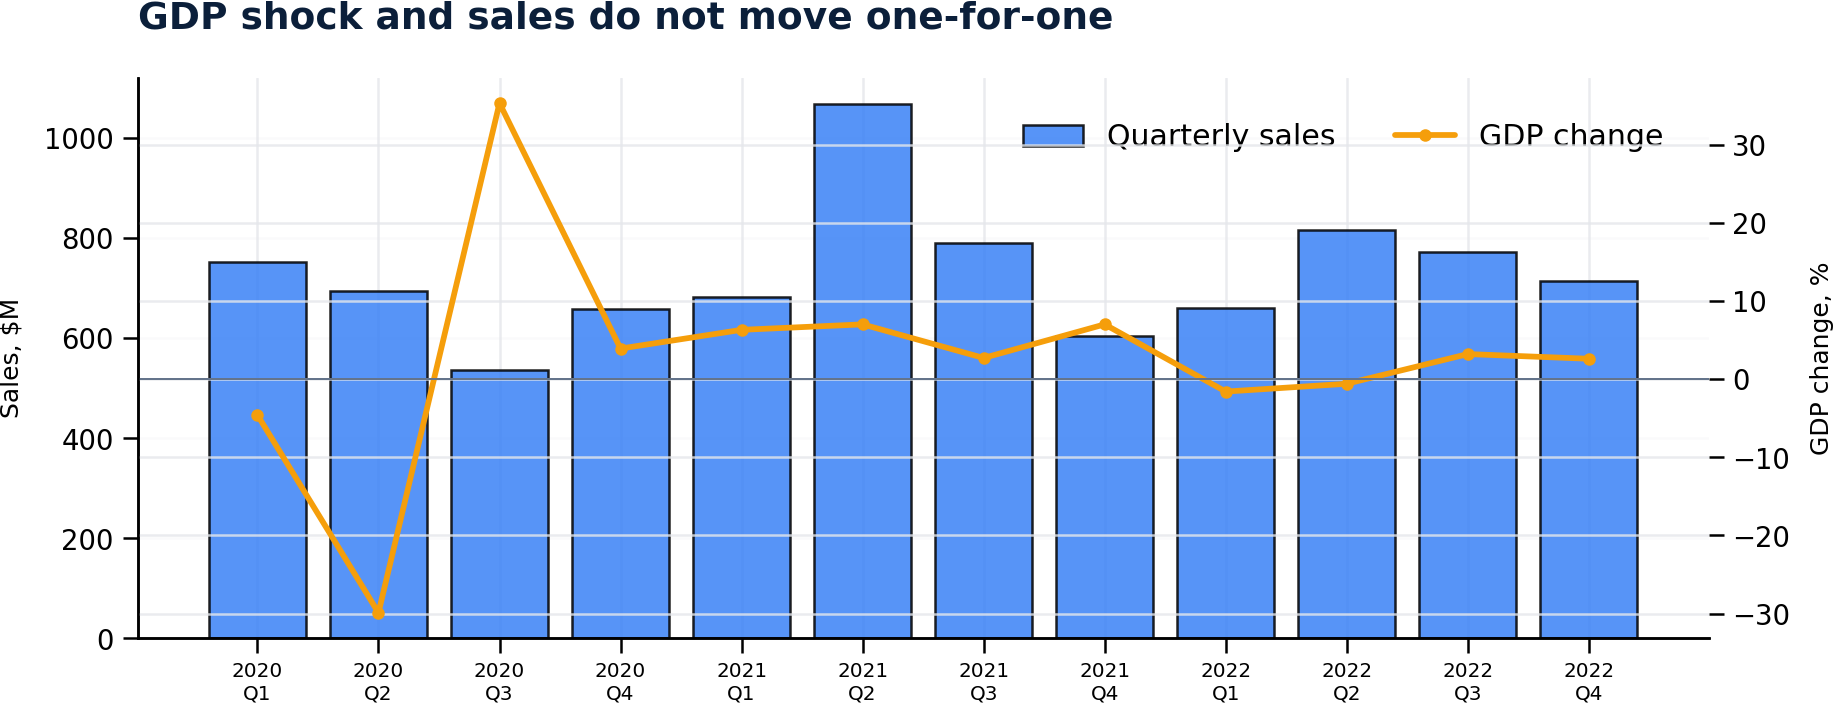 GDP shock and sales do not move one-for-one
Quarterly sales
GDP change
1000
800
600
400
200
0
Sales, $M
30
20
10
0
−10
−20
−30
GDP change, %
2020
Q1
2020
Q2
2020
Q3
2020
Q4
2021
Q1
2021
Q2
2021
Q3
2021
Q4
2022
Q1
2022
Q2
2022
Q3
2022
Q4